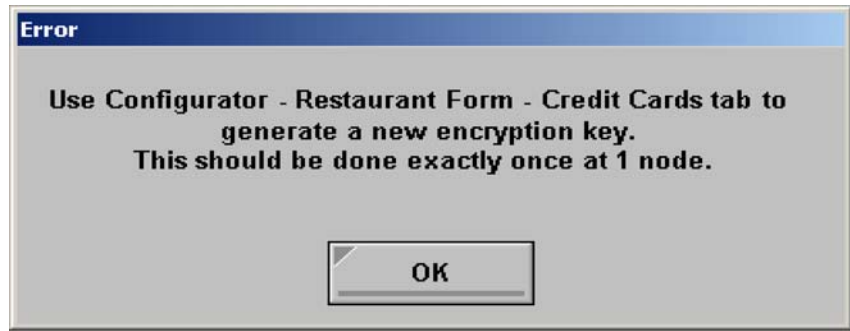 Error
Use Configurator - Restaurant Form - Credit Cards tab to
generate a new encryption key.
This should be done exactly once at 1 node.
OK